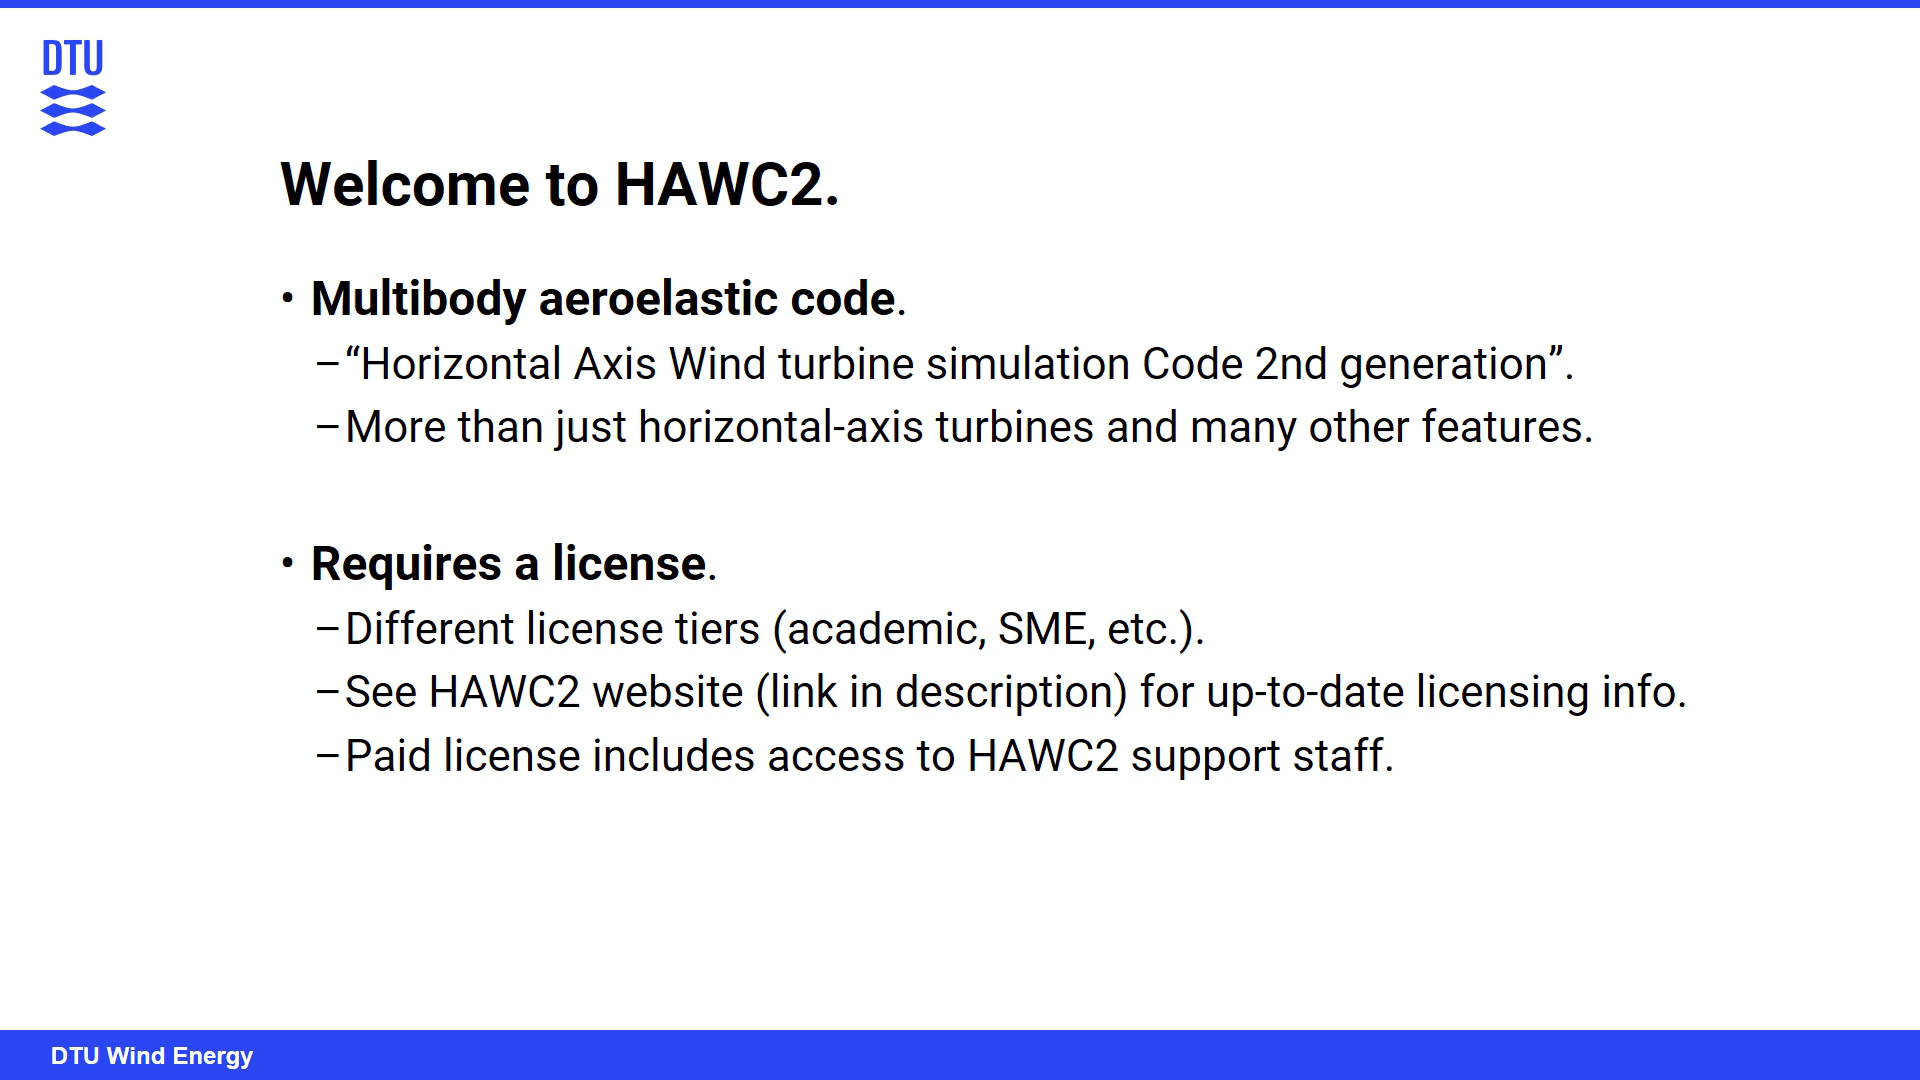 DTU
Welcome to HAWC2.
• Multibody aeroelastic code.
–“Horizontal Axis Wind turbine simulation Code 2nd generation”.
–More than just horizontal-axis turbines and many other features.
• Requires a license.
–Different license tiers (academic, SME, etc.).
–See HAWC2 website (link in description) for up-to-date licensing info.
–Paid license includes access to HAWC2 support staff.
DTU Wind Energy